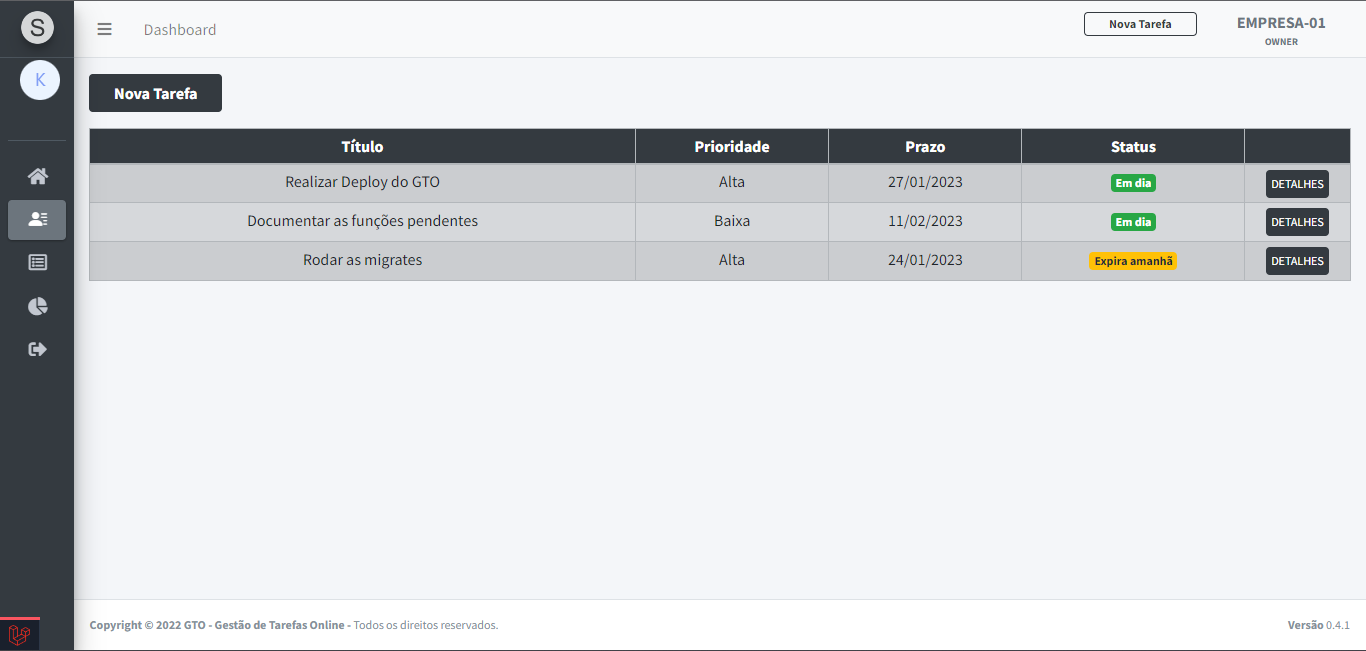 S
Dashboard
Nova Tarefa
EMPRESA-01
OWNER
K
Nova Tarefa
Título Prioridade Prazo Status
Realizar Deploy do GTO Alta 27/01/2023 Em dia DETALHES
Documentar as funções pendentes Baixa 11/02/2023 Em dia DETALHES
Rodar as migrates Alta 24/01/2023 Expira amanhã DETALHES
Copyright © 2022 GTO - Gestão de Tarefas Online - Todos os direitos reservados.
Versão 0.4.1